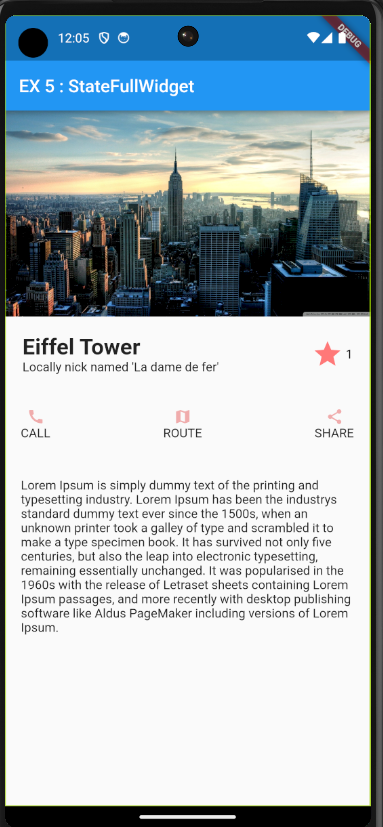 12:05
DEBUG
EX 5 : StateFullWidget
Eiffel Tower
Locally nick named 'La dame de fer'
1
CALL
ROUTE
SHARE
Lorem Ipsum is simply dummy text of the printing and
typesetting industry. Lorem Ipsum has been the industrys
standard dummy text ever since the 1500s, when an
unknown printer took a galley of type and scrambled it to
make a type specimen book. It has survived not only five
centuries, but also the leap into electronic typesetting,
remaining essentially unchanged. It was popularised in the
1960s with the release of Letraset sheets containing Lorem
Ipsum passages, and more recently with desktop publishing
software like Aldus PageMaker including versions of Lorem
Ipsum.